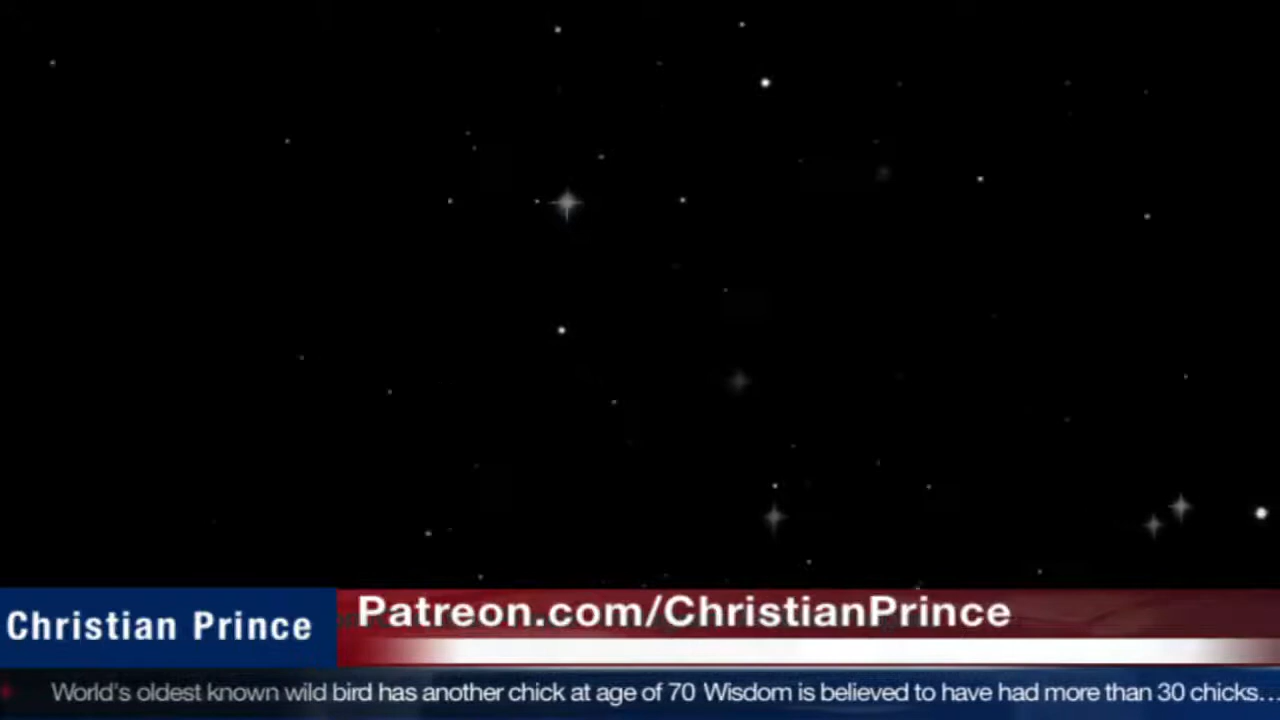 Christian Prince
Patreon.com/ChristianPrince
World's oldest known wild bird has another chick at age of 70 Wisdom is believed to have had more than 30 chicks...